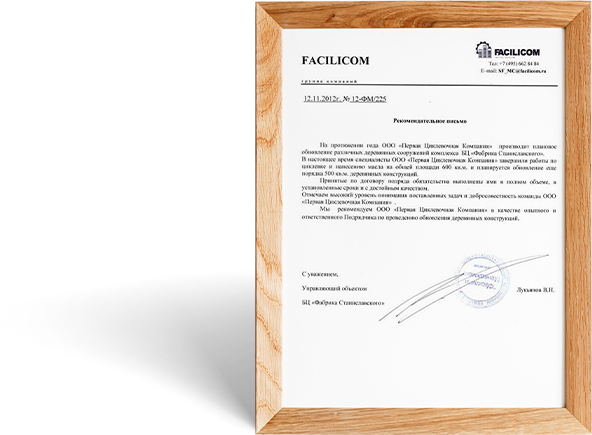 FACILICOM
FACILICOM
группа компаний
Тел: +7 (495) 662 84 84
E-mail: SF_MC@facilicom.ru
12.11.2012г. № 12-ФМ/225
Рекомендательное письмо
На протяжении года ООО «Первая Циклевочная Компания» производит плановое
обновление различных деревянных сооружений комплекса БЦ «Фабрика Станиславского».
В настоящее время специалисты ООО «Первая Циклевочная Компания» завершили работы по
циклевке и нанесению масла на общей площади 600 кв.м. и планируется обновление еще
порядка 500 кв.м. деревянных конструкций.
Принятые по договору подряда обязательства выполнены ими в полном объеме, в
установленные сроки и с достойным качеством.
Отмечаем высокий уровень понимания поставленных задач и добросовестность команды ООО
«Первая Циклевочная Компания» .
Мы рекомендуем ООО «Первая Циклевочная Компания» в качестве опытного и
ответственного Подрядчика по проведению обновления деревянных конструкций.
С уважением,
Управляющий объектом
Лукьянов В.Н.
БЦ «Фабрика Станиславского»